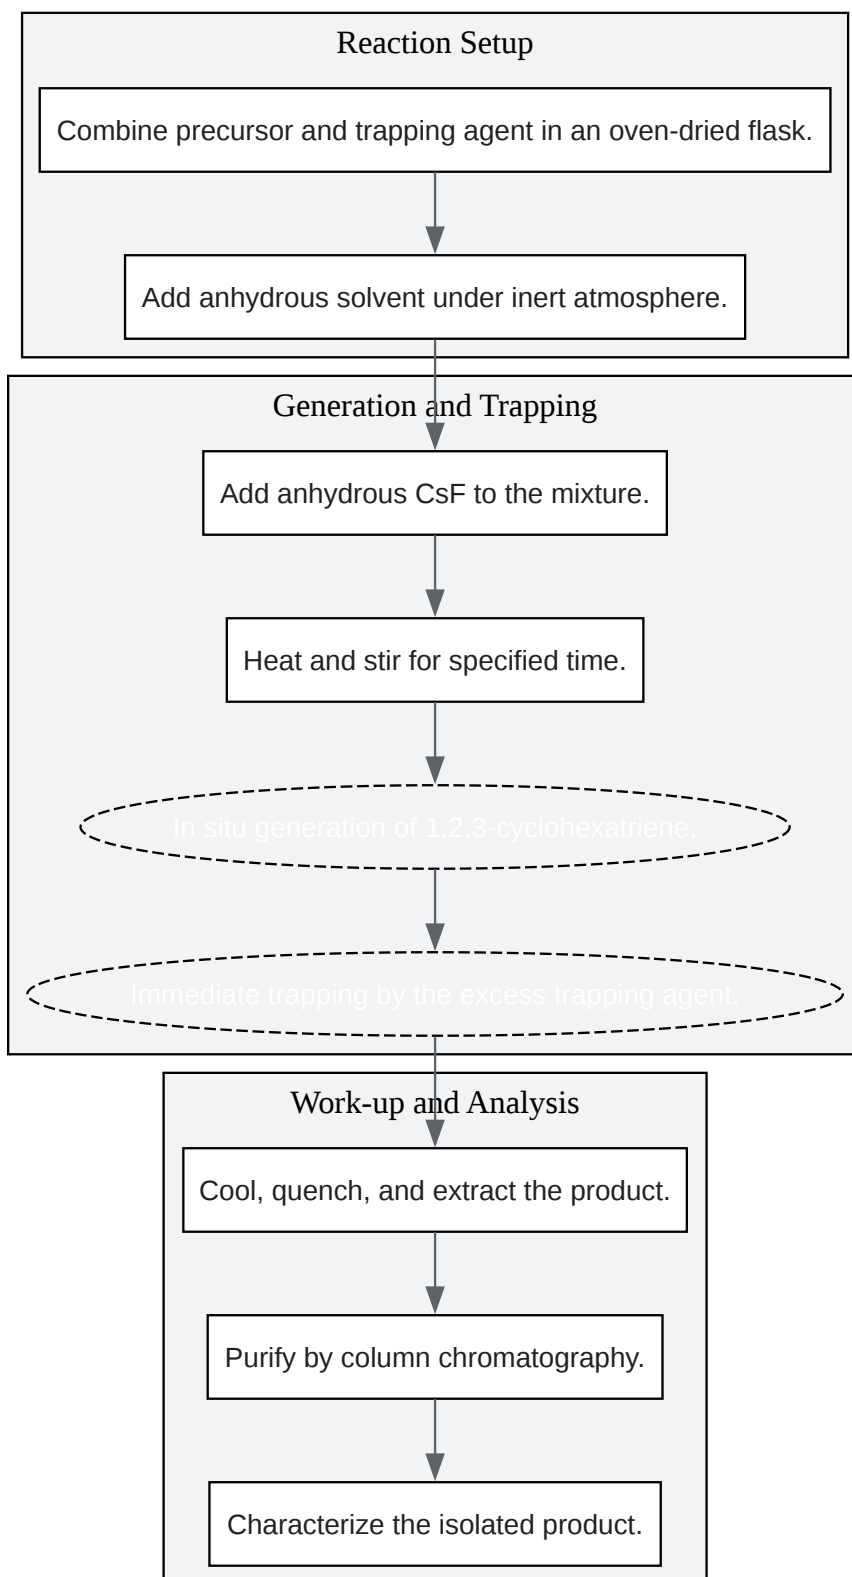 Reaction Setup
Combine precursor and trapping agent in an oven-dried flask.
Add anhydrous solvent under inert atmosphere.
Generation and Trapping
Add anhydrous CsF to the mixture.
Heat and stir for specified time.
In situ generation of 1,2,3-cyclohexatriene.
Immediate trapping by the excess trapping agent.
Work-up and Analysis
Cool, quench, and extract the product.
Purify by column chromatography.
Characterize the isolated product.